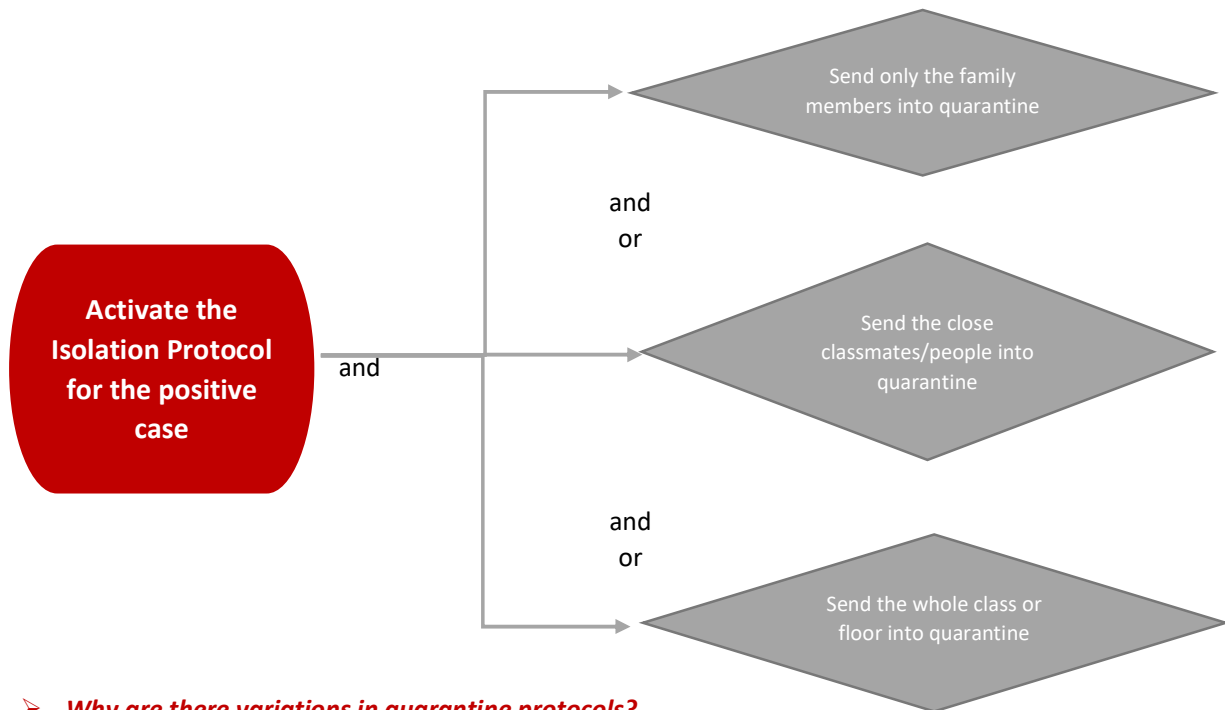 Send only the family
members into quarantine
and
or
Activate the
Isolation Protocol
for the positive
case
and
Send the close
classmates/people into
quarantine
and
or
Send the whole class or
floor into quarantine
➢ Why are there variations in quarantine protocols?